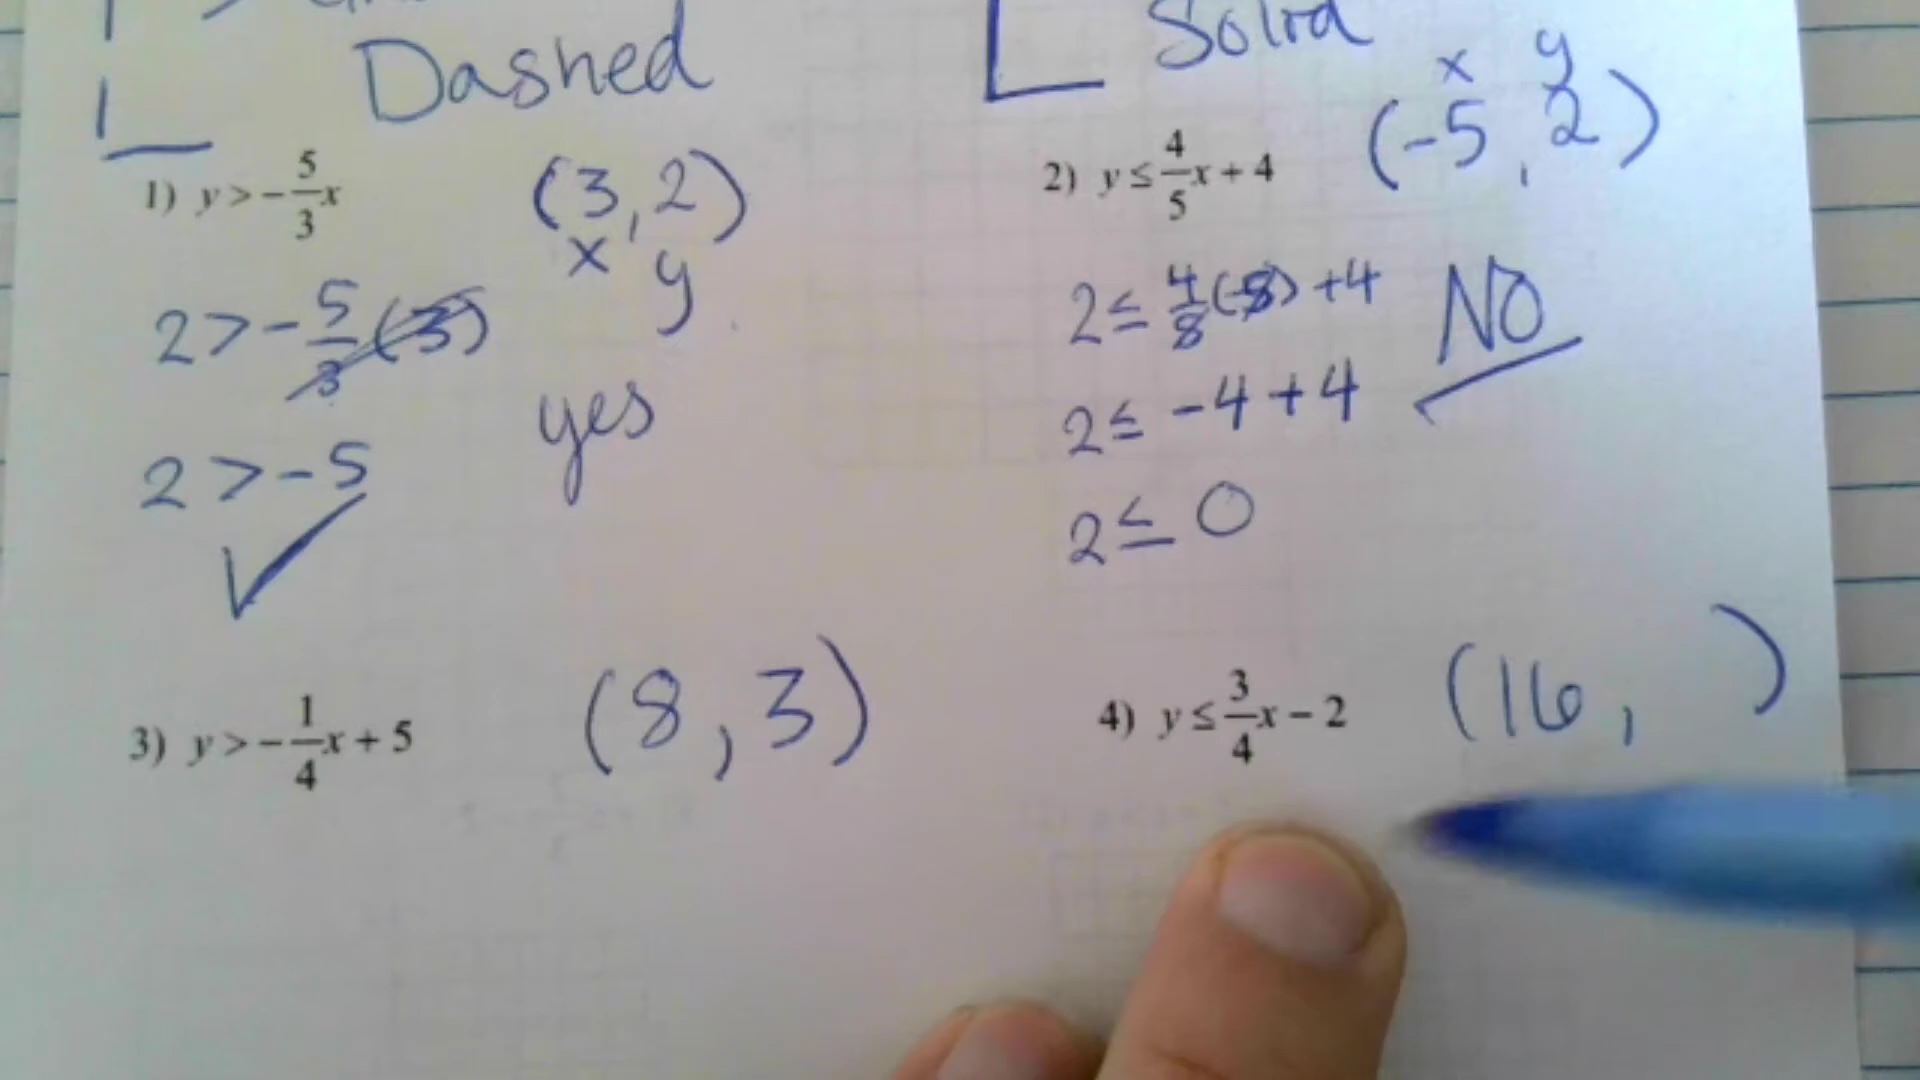 Dashed
Solid
1) y > -5/3x
(3, 2)
x y
2 > -5/3(3)
yes
2 > -5
✓
x y
2) y ≤ 4/5x + 4
(-5, 2)
2 ≤ 4/8(-8) + 4
NO
2 ≤ -4 + 4
2 ≤ 0
3) y > -1/4x + 5
(8, 3)
4) y ≤ 3/4x - 2
(16, )